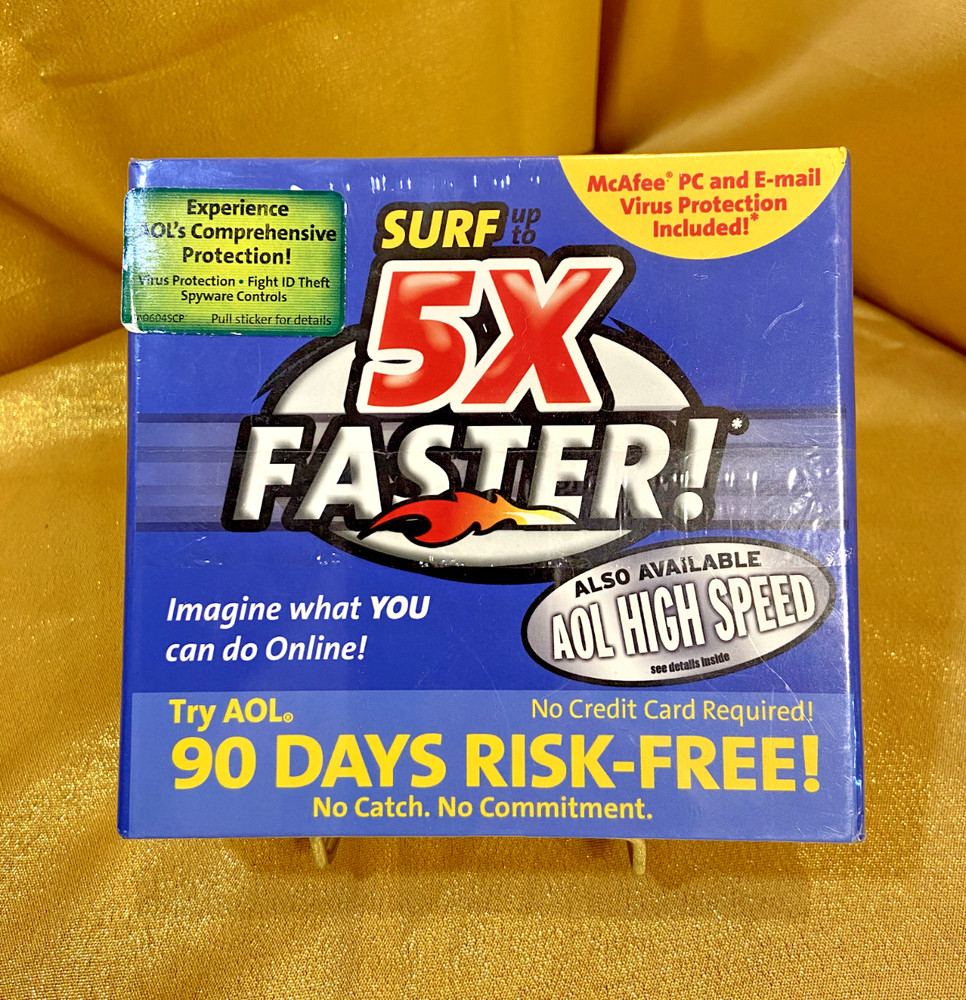 McAfee® PC and E-mail
Virus Protection
Included!*
Experience
AOL's Comprehensive
Protection!
Virus Protection • Fight ID Theft
Spyware Controls
Pull sticker for details
SURF up to
5X
FASTER!*
ALSO AVAILABLE
AOL HIGH SPEED
see details inside
Imagine what YOU
can do Online!
Try AOL®
No Credit Card Required!
90 DAYS RISK-FREE!
No Catch. No Commitment.